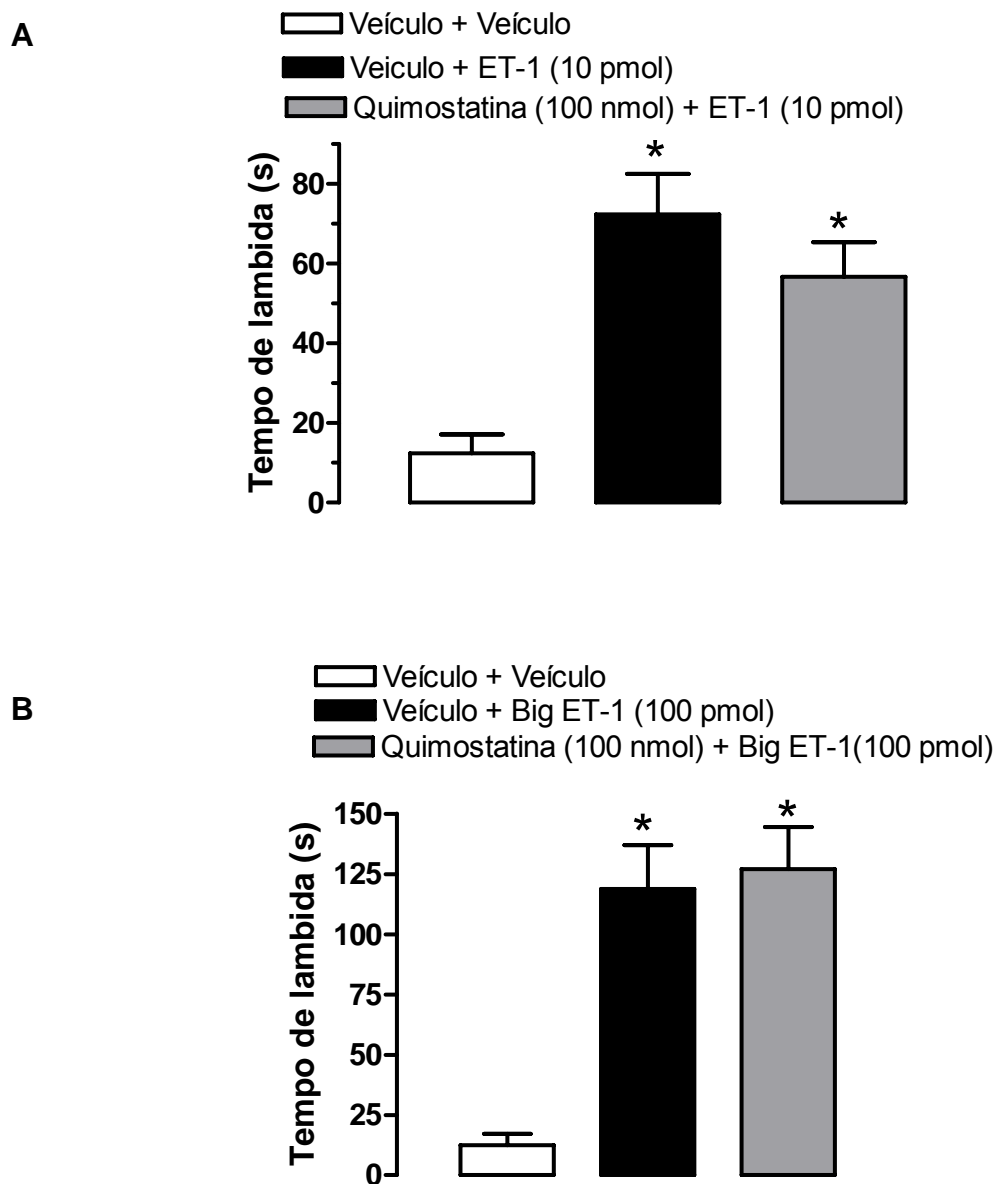 A
Veículo + Veículo
Veiculo + ET-1 (10 pmol)
Quimostatina (100 nmol) + ET-1 (10 pmol)
Tempo de lambida (s)
80
60
40
20
0
*
*
B
Veículo + Veículo
Veículo + Big ET-1 (100 pmol)
Quimostatina (100 nmol) + Big ET-1(100 pmol)
Tempo de lambida (s)
150
125
100
75
50
25
0
*
*